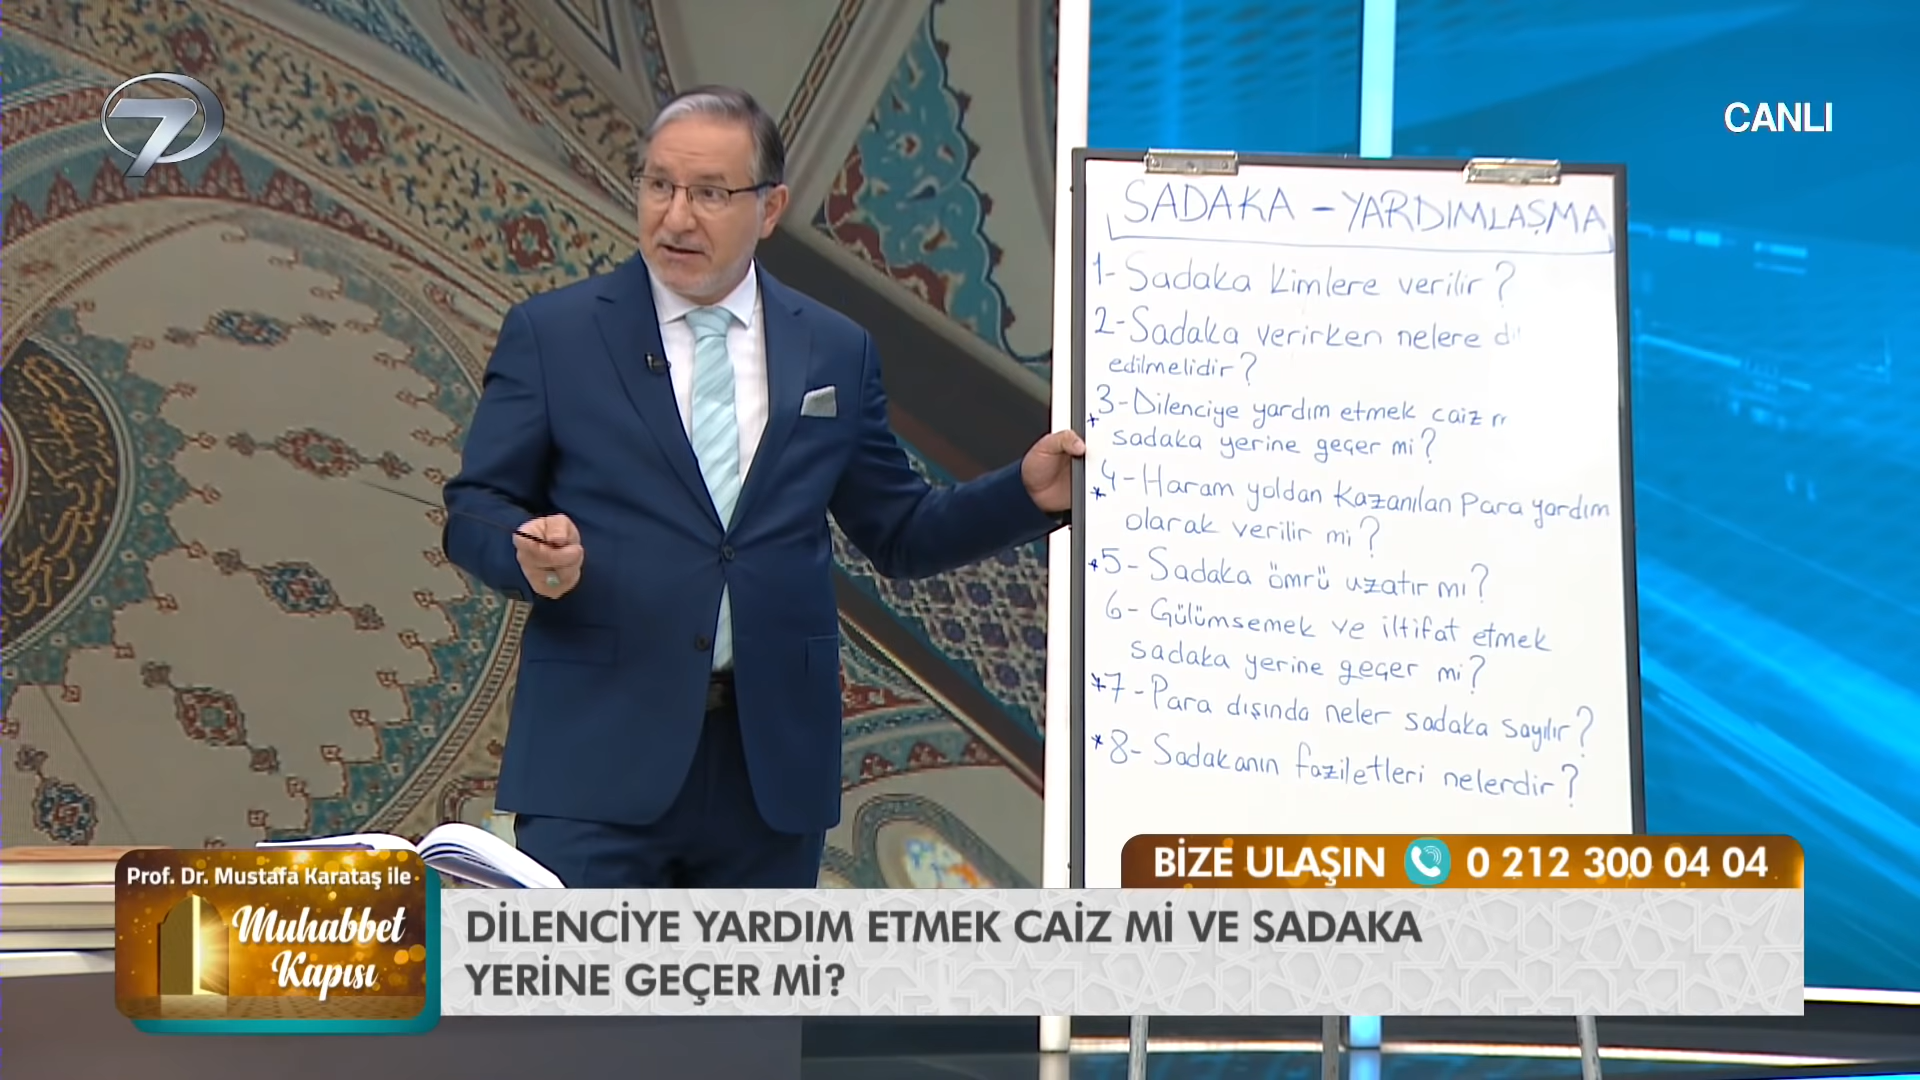 7
CANLI
SADAKA - YARDIMLAŞMA
1- Sadaka kimlere verilir?
2- Sadaka verirken nelere
edilmelidir?
*3- Dilenciye yardım etmek caiz
sadaka yerine geçer mi?
*4- Haram yoldan kazanılan para yardım
olarak verilir mi?
*5- Sadaka ömrü uzatır mı?
6- Gülümsemek ve iltifat etmek
sadaka yerine geçer mi?
*7- Para dışında neler sadaka sayılır?
*8- Sadakanın faziletleri nelerdir?
BİZE ULAŞIN 0 212 300 04 04
Prof. Dr. Mustafa Karataş ile
Muhabbet
Kapısı
DİLENCİYE YARDIM ETMEK CAİZ Mİ VE SADAKA
YERİNE GEÇER Mİ?